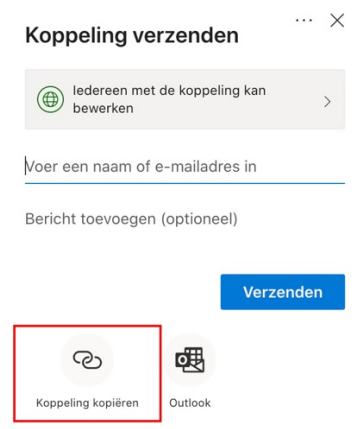 Koppeling verzenden
Iedereen met de koppeling kan
bewerken
Voer een naam of e-mailadres in
Bericht toevoegen (optioneel)
Verzenden
Koppeling kopiëren
Outlook